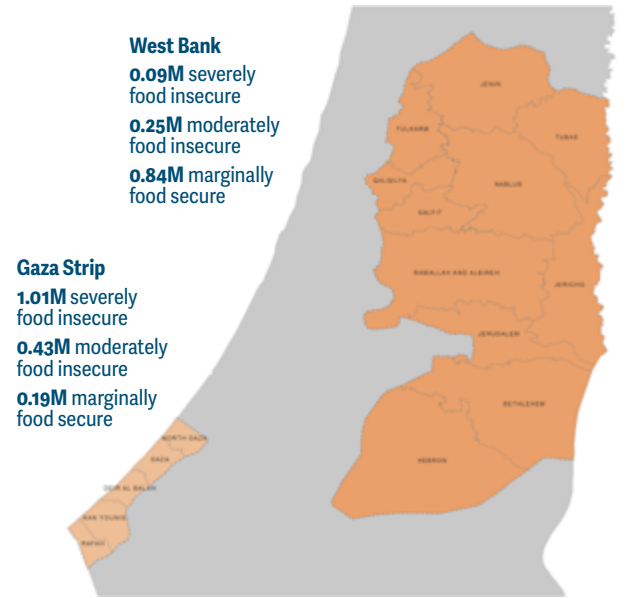 West Bank
0.09M severely
food insecure
0.25M moderately
food insecure
0.84M marginally
food secure
Gaza Strip
1.01M severely
food insecure
0.43M moderately
food insecure
0.19M marginally
food secure
JENIN
TUBAS
TULKARM
QALQILYA
NABLUS
SALFIT
RAMALLAH AND ALBIREH
JERICHO
JERUSALEM
BETHLEHEM
HEBRON
NORTH GAZA
GAZA
DEIR AL BALAH
KAN YOUNIS
RAFAH